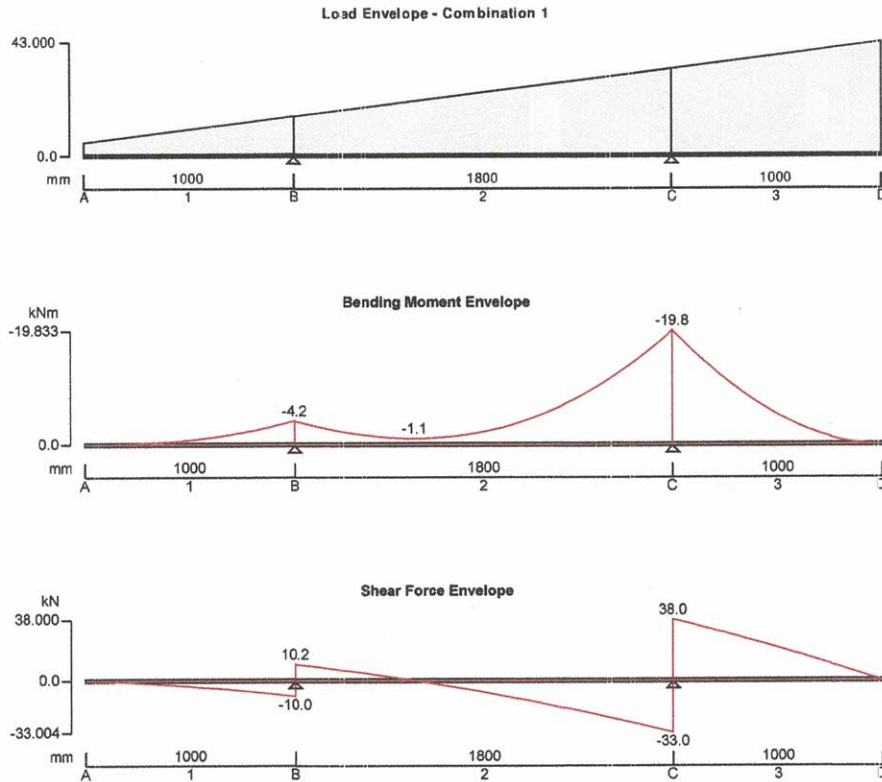 Load Envelope - Combination 1
43.000
0.0
mm 1000 1800 1000
A 1 B 2 C 3 D
Bending Moment Envelope
kNm
-19.833 -19.8
-4.2 -1.1
0.0
mm 1000 1800 1000
A 1 B 2 C 3
Shear Force Envelope
kN
38.000 38.0
10.2
0.0
-10.0
-33.004 -33.0
mm 1000 1800 1000
A 1 B 2 C 3